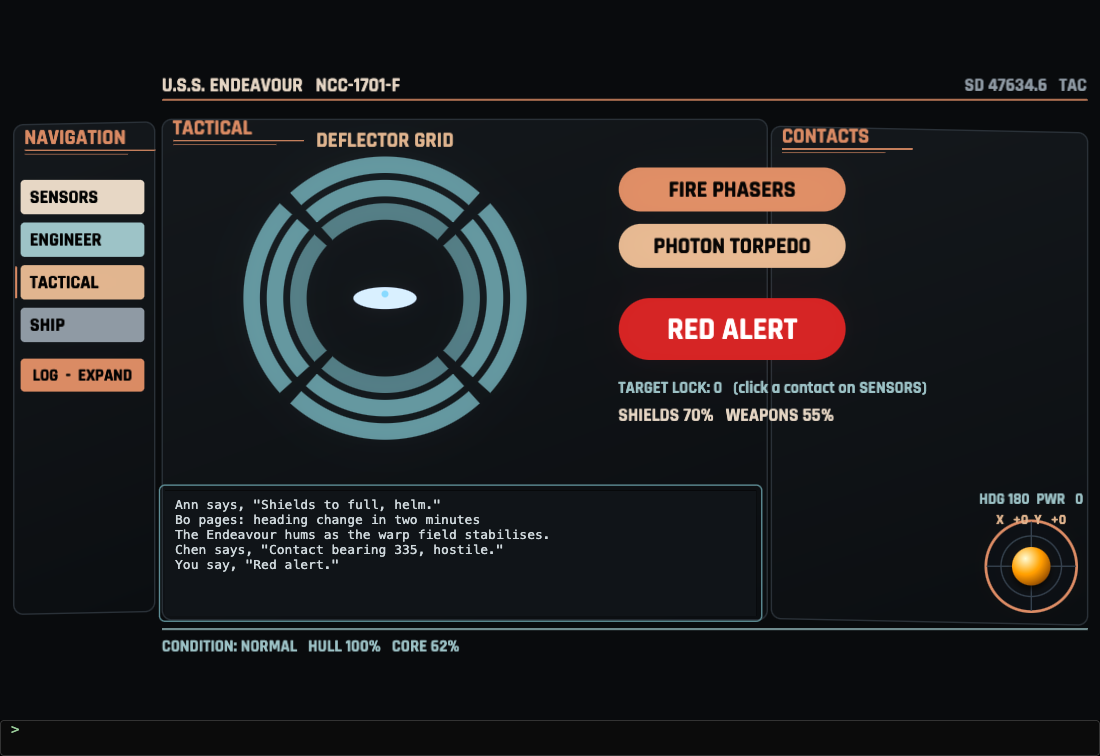 U.S.S. ENDEAVOUR NCC-1701-F
SD 47634.6 TAC
NAVIGATION
SENSORS
ENGINEER
TACTICAL
SHIP
LOG - EXPAND
TACTICAL
DEFLECTOR GRID
FIRE PHASERS
PHOTON TORPEDO
RED ALERT
TARGET LOCK: 0 (click a contact on SENSORS)
SHIELDS 70% WEAPONS 55%
CONTACTS
HDG 180 PWR 0
X +0 Y +0
Ann says, "Shields to full, helm."
Bo pages: heading change in two minutes
The Endeavour hums as the warp field stabilises.
Chen says, "Contact bearing 335, hostile."
You say, "Red alert."
CONDITION: NORMAL HULL 100% CORE 62%
>